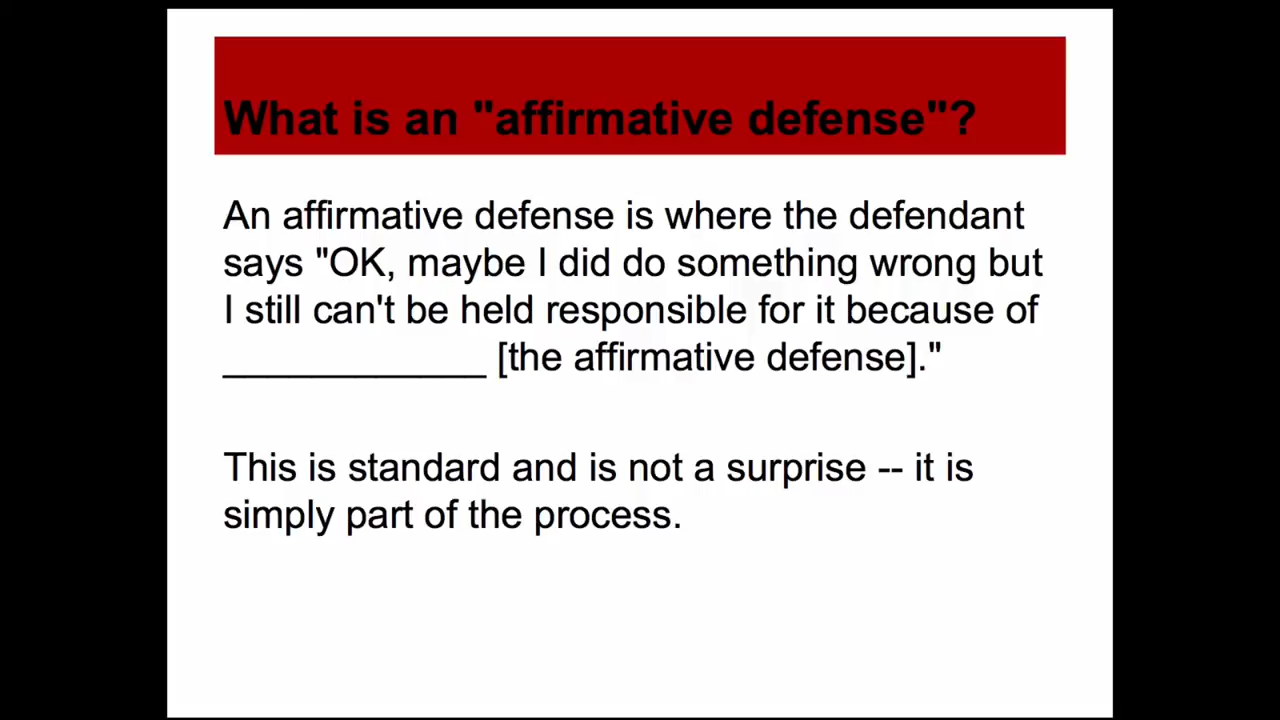 What is an "affirmative defense"?
An affirmative defense is where the defendant
says "OK, maybe I did do something wrong but
I still can't be held responsible for it because of
____________ [the affirmative defense]."
This is standard and is not a surprise -- it is
simply part of the process.